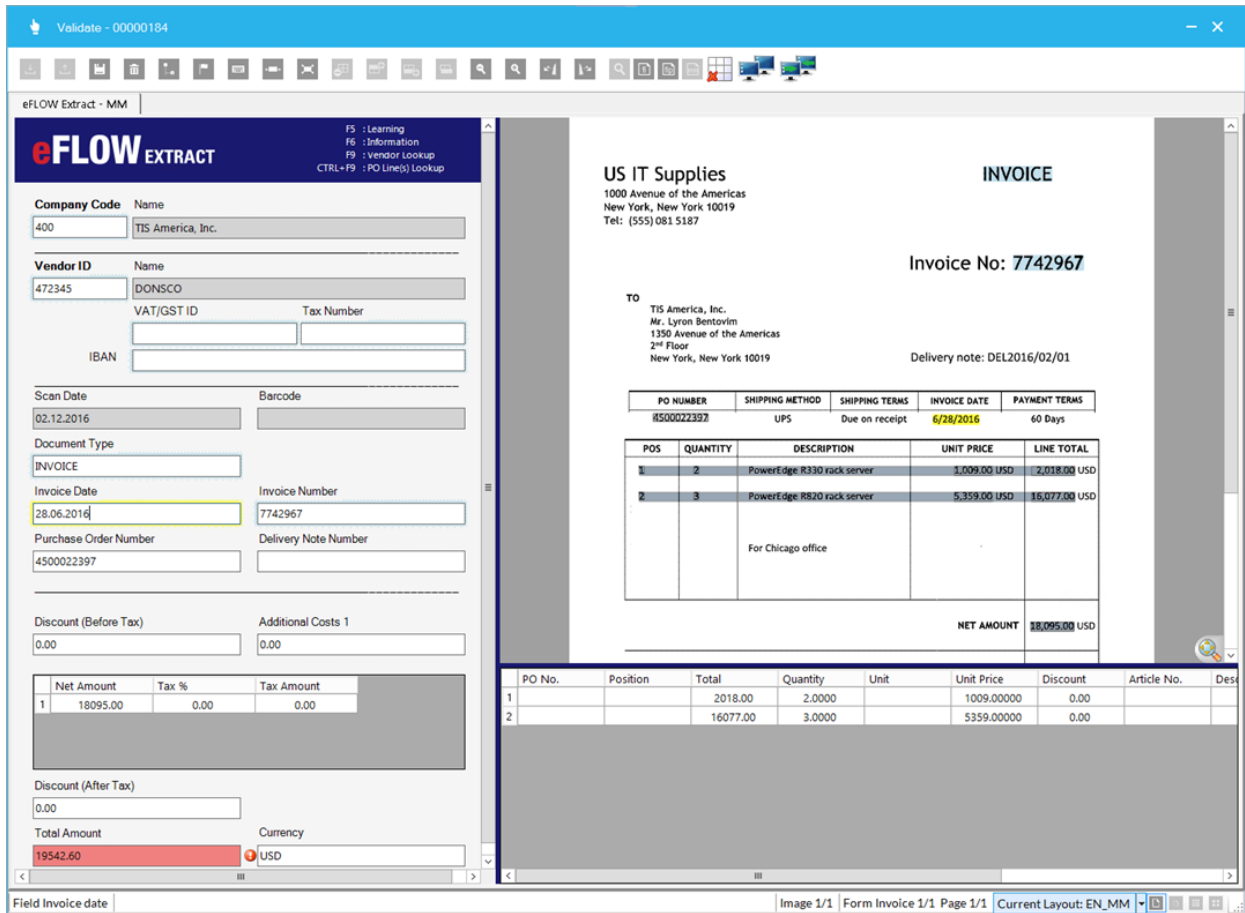 Validate - 00000184
eFLOW Extract - MM
eFLOW EXTRACT
F5 : Learning
F6 : Information
F9 : Vendor Lookup
CTRL+F9 : PO Line(s) Lookup
Company Code Name
400 TIS America, Inc.
Vendor ID Name
472345 DONSCO
VAT/GST ID Tax Number
IBAN
Scan Date Barcode
02.12.2016
Document Type
INVOICE
Invoice Date Invoice Number
28.06.2016 7742967
Purchase Order Number Delivery Note Number
4500022397
Discount (Before Tax) Additional Costs 1
0.00 0.00
Net Amount Tax % Tax Amount
1 18095.00 0.00 0.00
Discount (After Tax)
0.00
Total Amount Currency
19542.60 USD
US IT Supplies INVOICE
1000 Avenue of the Americas
New York, New York 10019
Tel: (555) 081 5187
Invoice No: 7742967
TO
TIS America, Inc.
Mr. Lyron Bentovim
1350 Avenue of the Americas
2nd Floor
New York, New York 10019 Delivery note: DEL2016/02/01
PO NUMBER SHIPPING METHOD SHIPPING TERMS INVOICE DATE PAYMENT TERMS
4500022397 UPS Due on receipt 6/28/2016 60 Days
POS QUANTITY DESCRIPTION UNIT PRICE LINE TOTAL
1 2 PowerEdge R330 rack server 1,009.00 USD 2,018.00 USD
2 3 PowerEdge R820 rack server 5,359.00 USD 16,077.00 USD
For Chicago office
NET AMOUNT 18,095.00 USD
PO No. Position Total Quantity Unit Unit Price Discount Article No. Desc
1 2018.00 2.0000 1009.00000 0.00
2 16077.00 3.0000 5359.00000 0.00
Field Invoice date Image 1/1 Form Invoice 1/1 Page 1/1 Current Layout: EN_MM